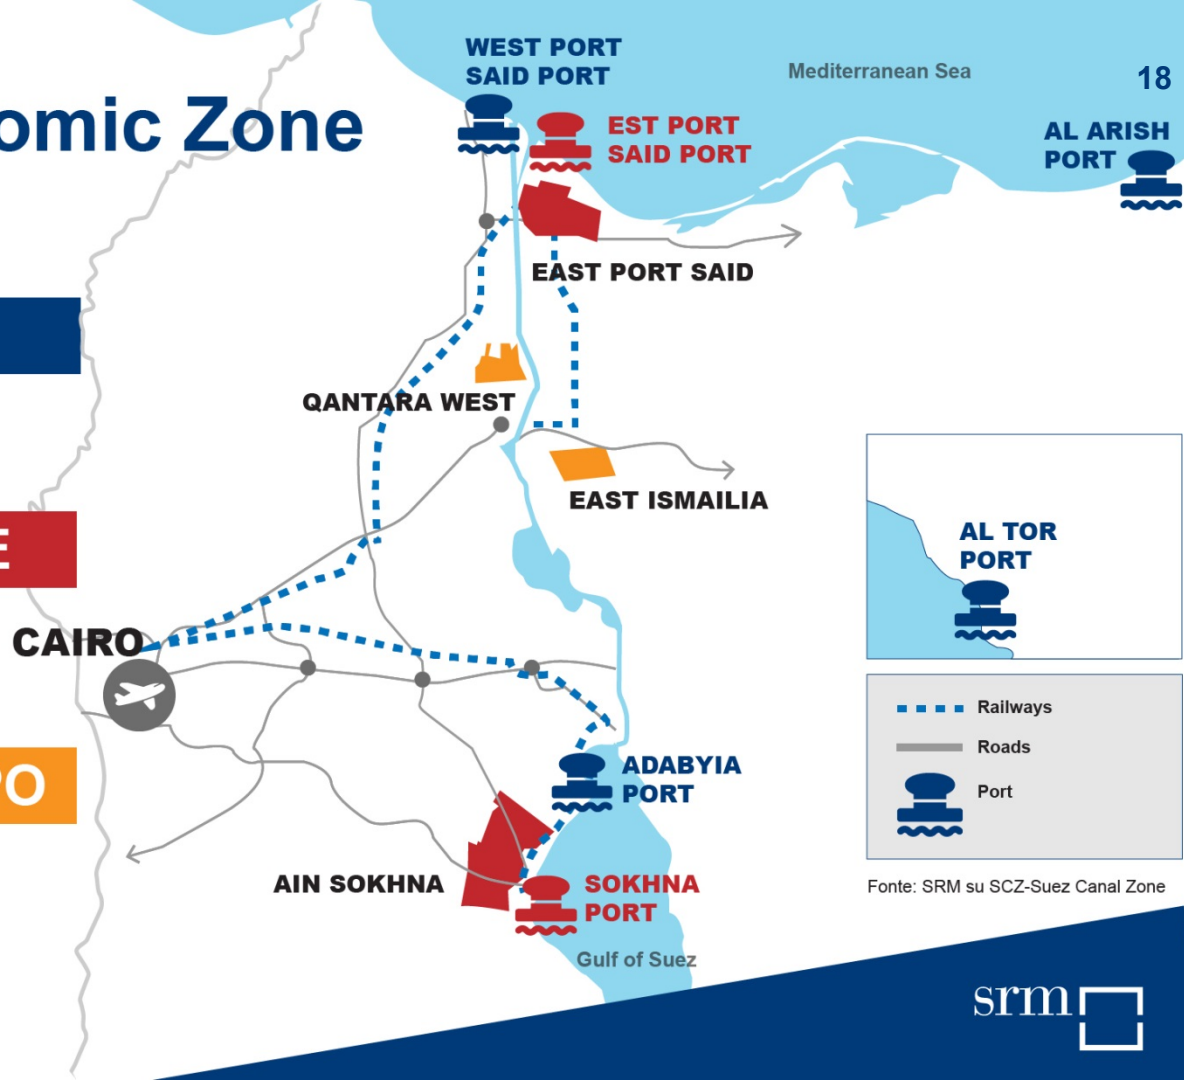 omic Zone
18
WEST PORT
SAID PORT
Mediterranean Sea
EST PORT
SAID PORT
AL ARISH
PORT
EAST PORT SAID
QANTARA WEST
EAST ISMAILIA
AL TOR
PORT
E
CAIRO
Railways
Roads
Port
PO
ADABYIA
PORT
AIN SOKHNA
SOKHNA
PORT
Fonte: SRM su SCZ-Suez Canal Zone
Gulf of Suez
srm